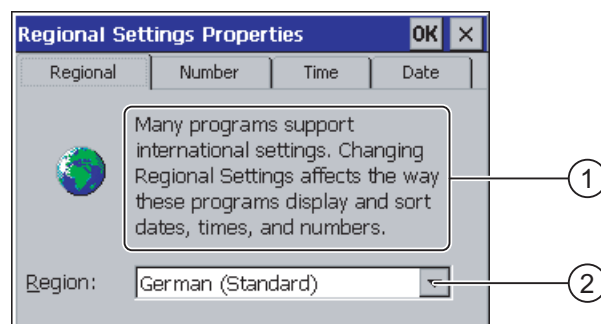 Regional Settings Properties OK ×
Regional Number Time Date
Many programs support
international settings. Changing
Regional Settings affects the way
these programs display and sort
dates, times, and numbers.
1
Region: German (Standard)
2